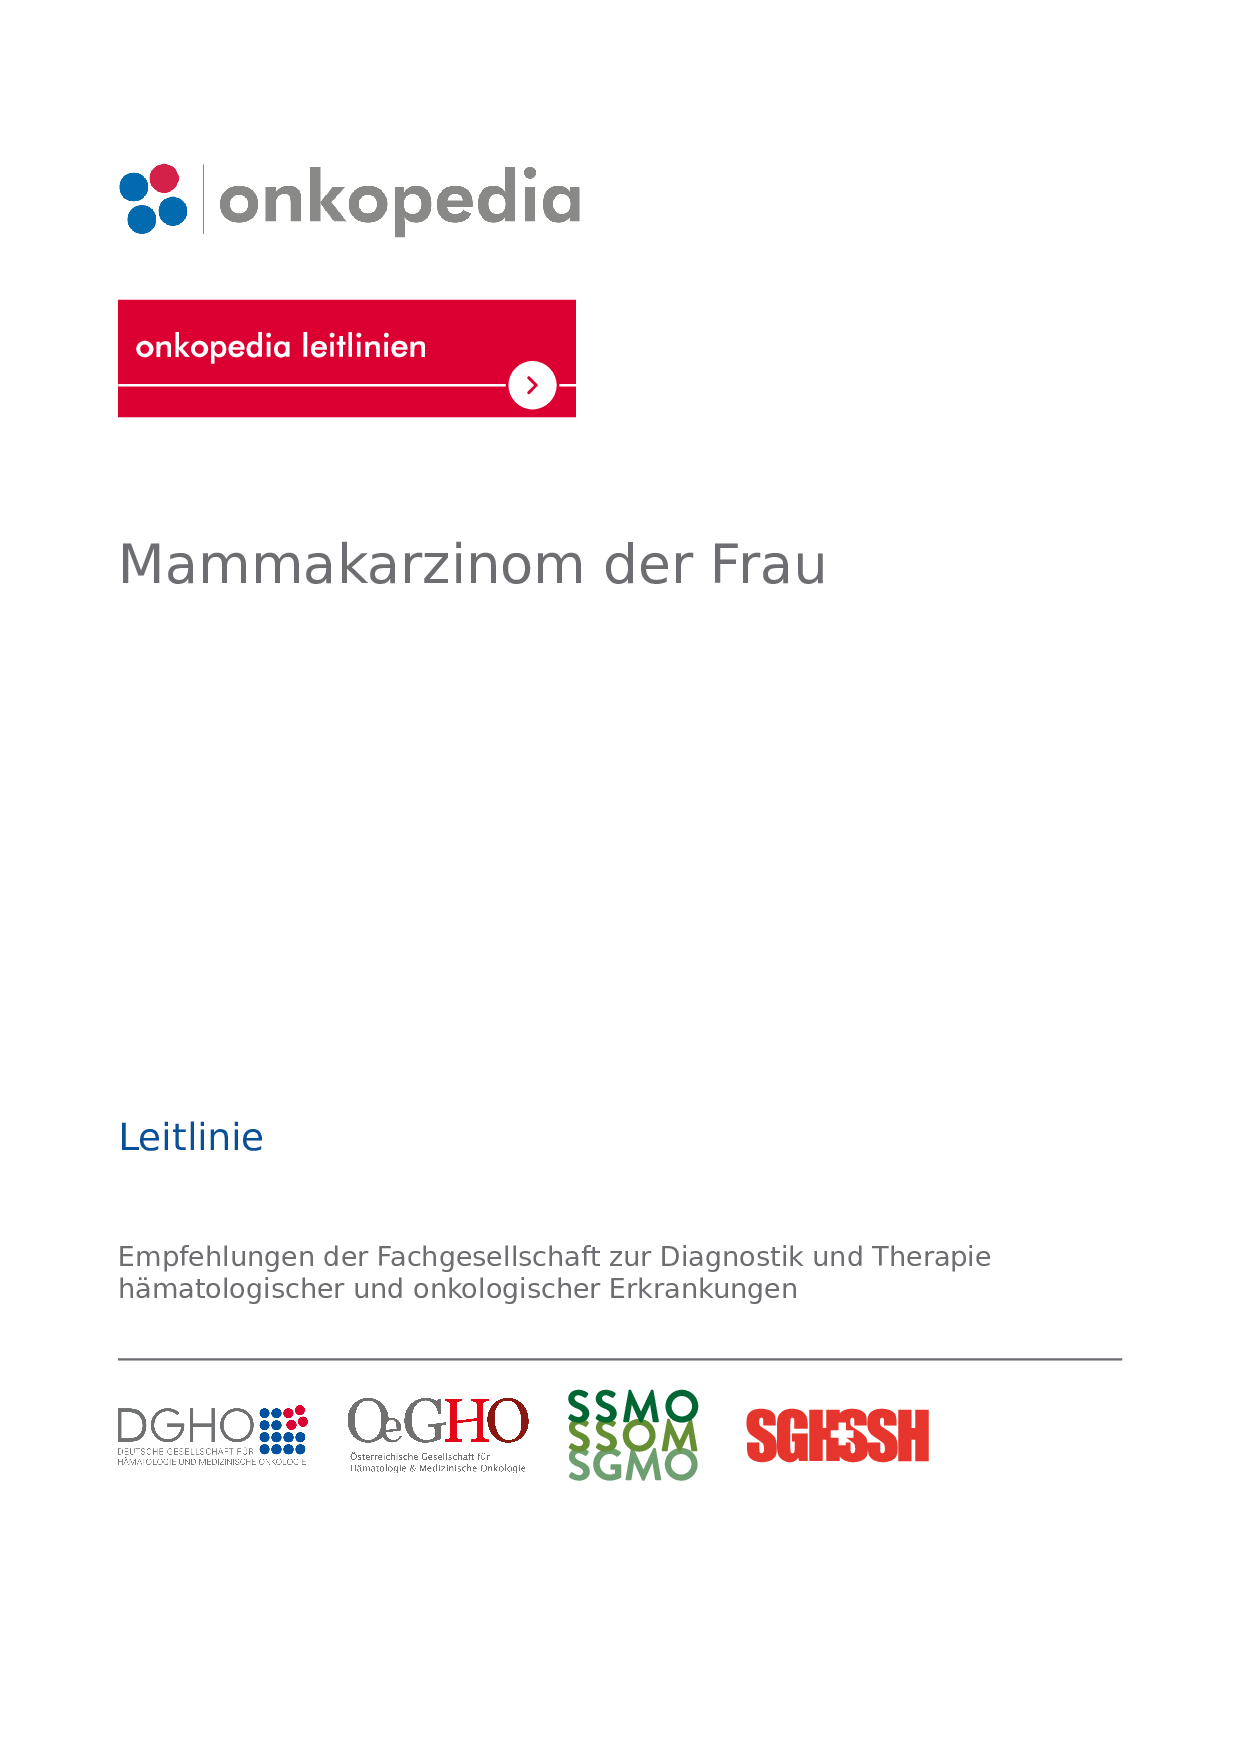 onkopedia
onkopedia leitlinien
Mammakarzinom der Frau
Leitlinie
Empfehlungen der Fachgesellschaft zur Diagnostik und Therapie
hämatologischer und onkologischer Erkrankungen
DGHO
DEUTSCHE GESELLSCHAFT FÜR
HÄMATOLOGIE UND MEDIZINISCHE ONKOLOGIE
OeGHO
Österreichische Gesellschaft für
Hämatologie & Medizinische Onkologie
SSMO
SSOM
SGMO
SGHSSH